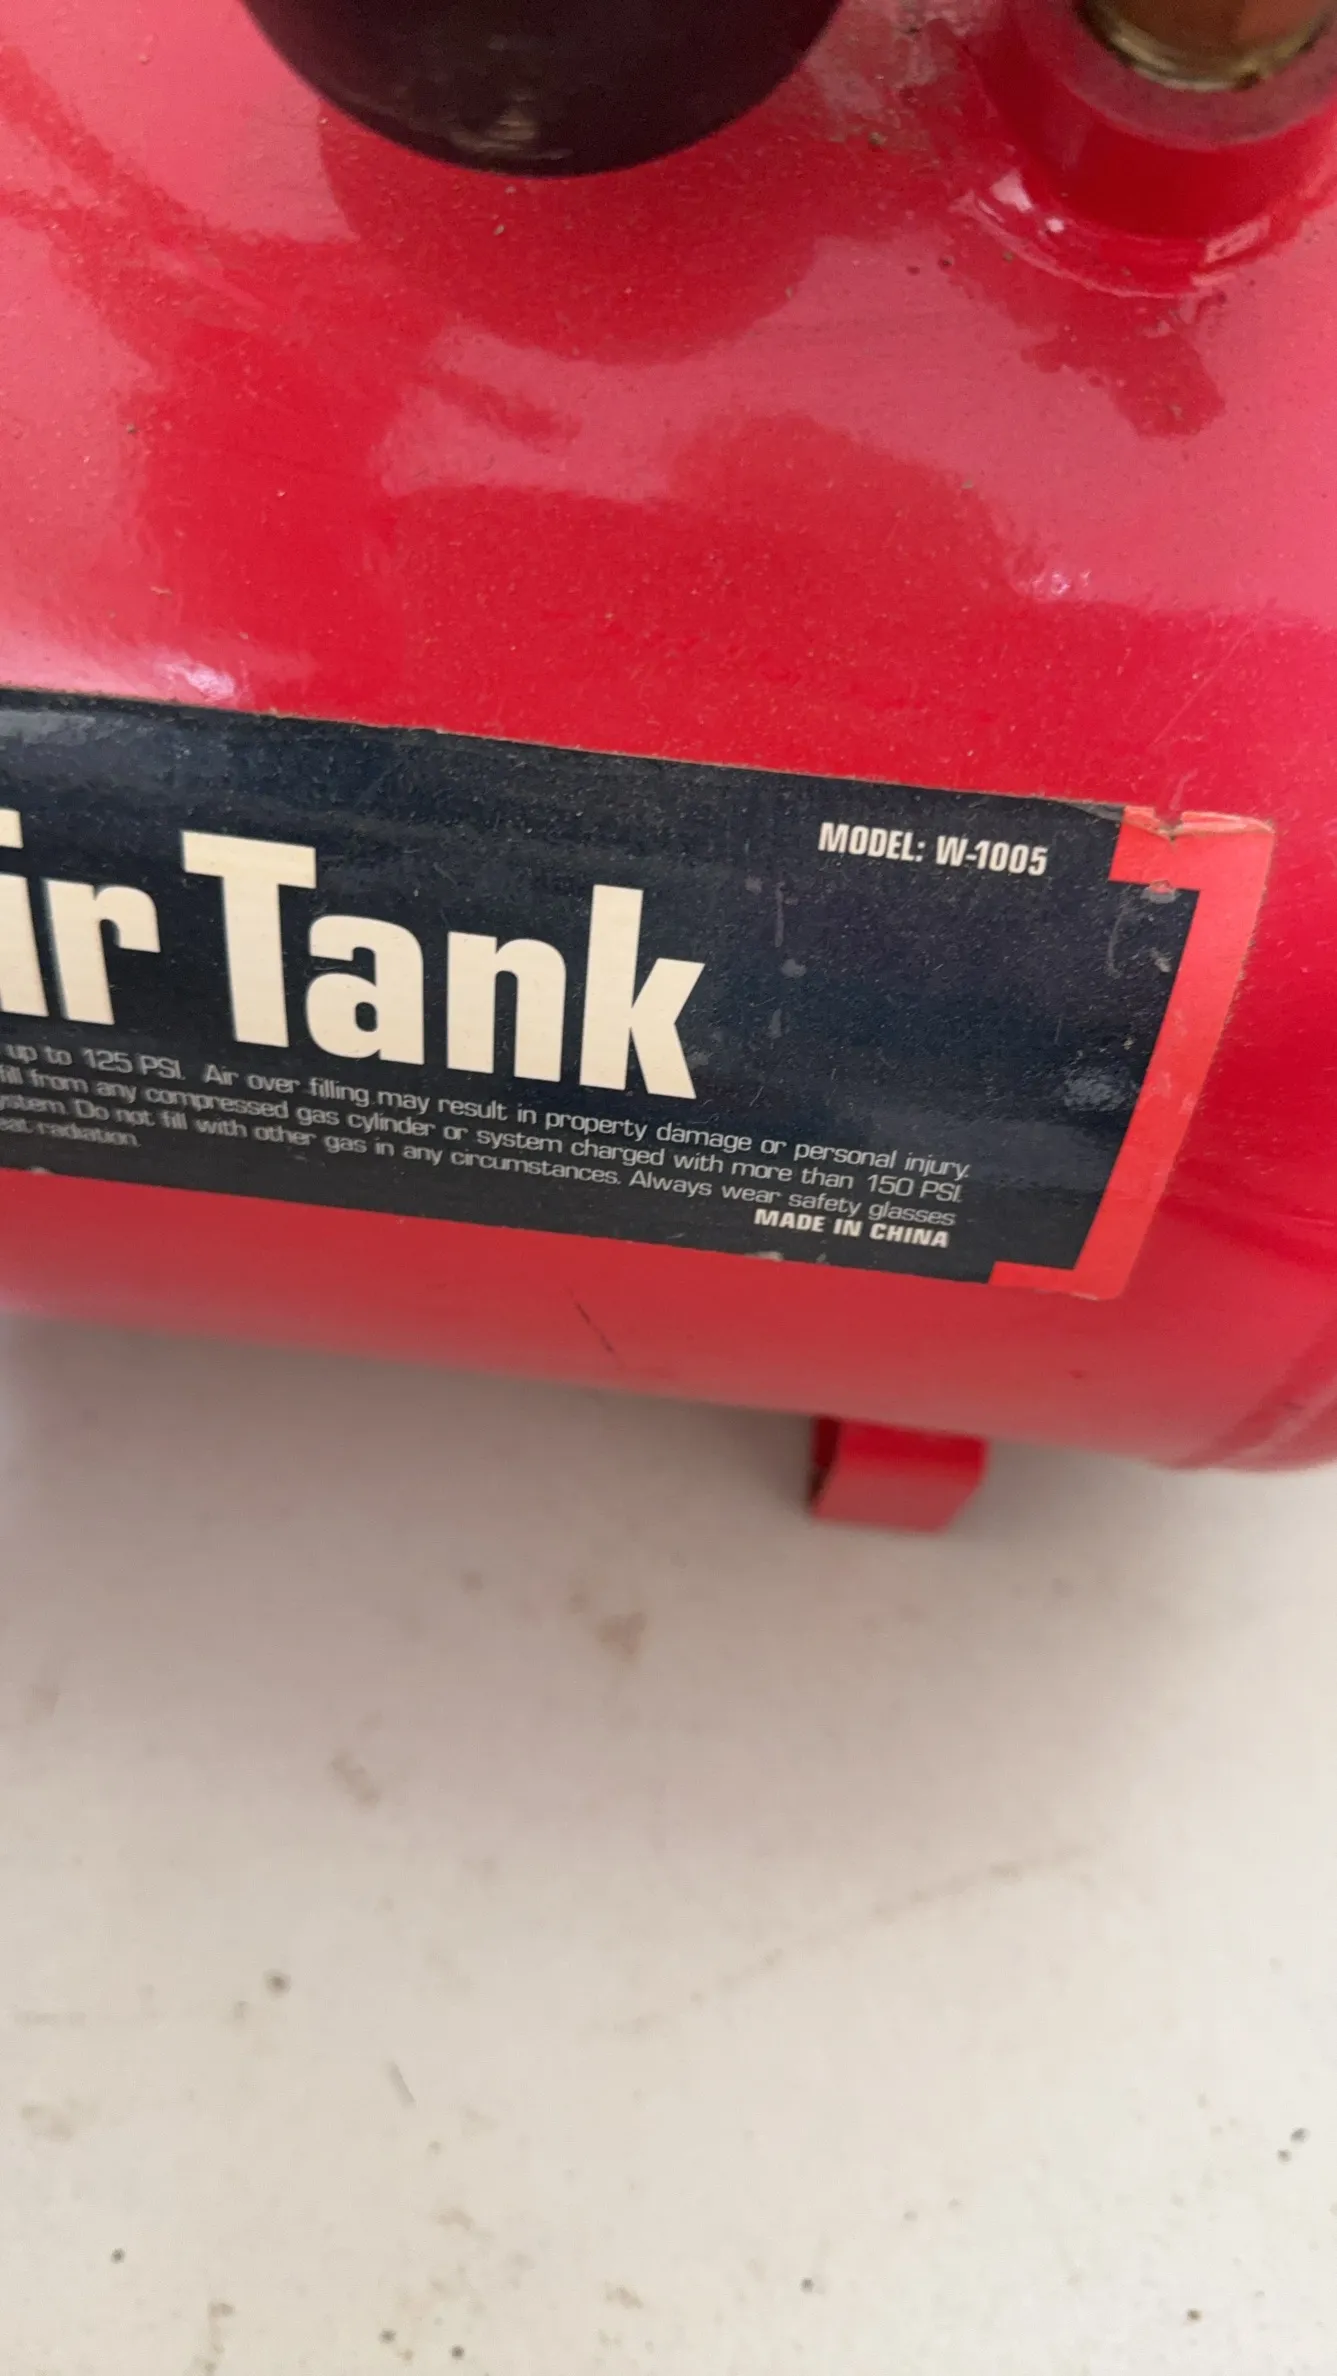 MODEL: W-1005
ir Tank
up to 125 PSI. Air over filling may result in property damage or personal injury.
fill from any compressed gas cylinder or system charged with more than 150 PSI.
ystem. Do not fill with other gas in any circumstances. Always wear safety glasses
eat radiation.
MADE IN CHINA